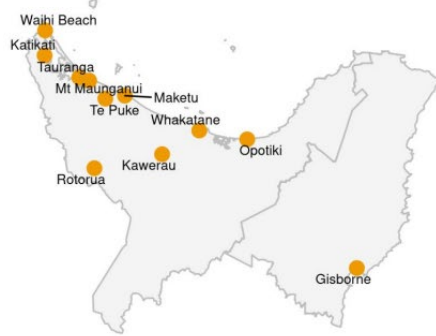 Waihi Beach
Katikati
Tauranga
Mt Maunganui
Maketu
Te Puke
Whakatane
Opotiki
Kawerau
Rotorua
Gisborne